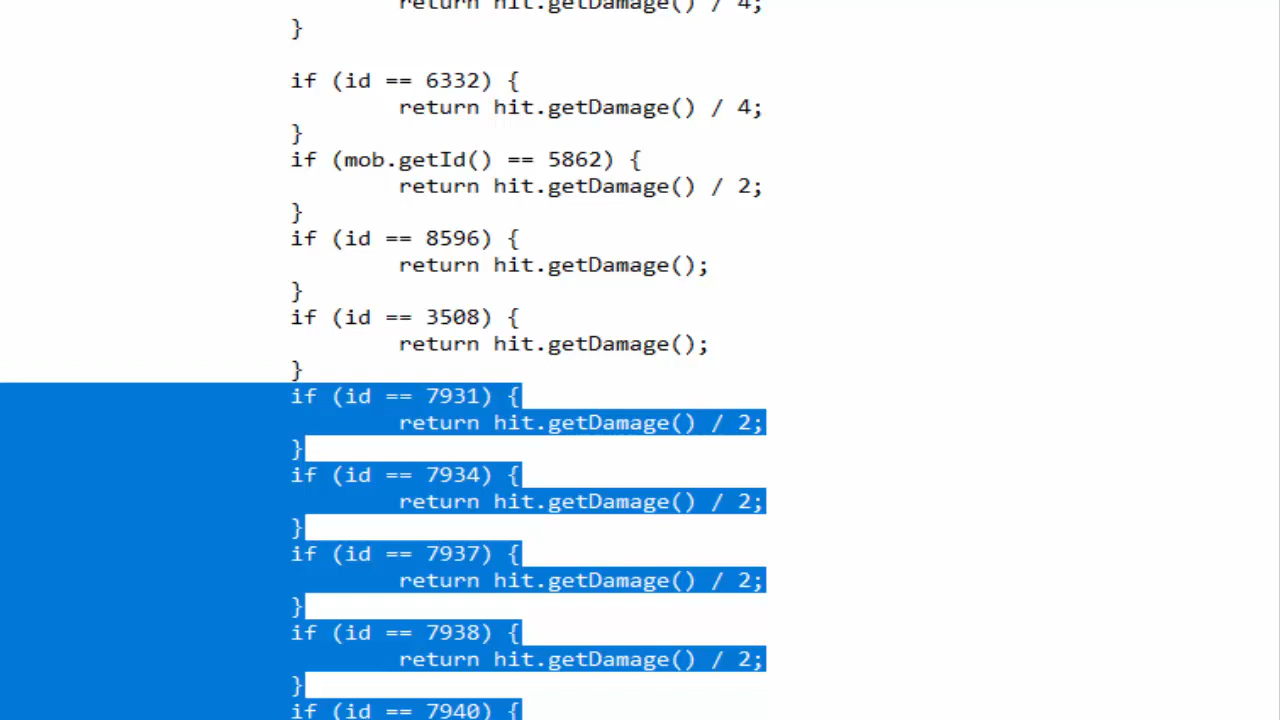 return hit.getDamage() / 4;
}
if (id == 6332) {
return hit.getDamage() / 4;
}
if (mob.getId() == 5862) {
return hit.getDamage() / 2;
}
if (id == 8596) {
return hit.getDamage();
}
if (id == 3508) {
return hit.getDamage();
}
if (id == 7931) {
return hit.getDamage() / 2;
}
if (id == 7934) {
return hit.getDamage() / 2;
}
if (id == 7937) {
return hit.getDamage() / 2;
}
if (id == 7938) {
return hit.getDamage() / 2;
}
if (id == 7940) {